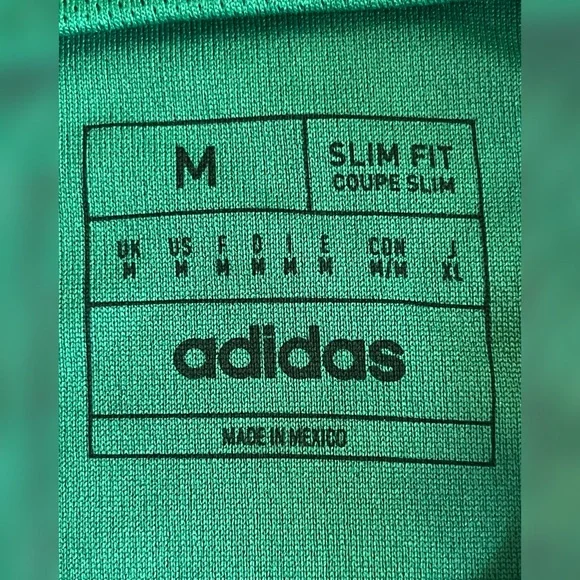 M
SLIM FIT
COUPE SLIM
UK US F D I E CON J
M M M M M M M/M XL
adidas
MADE IN MEXICO